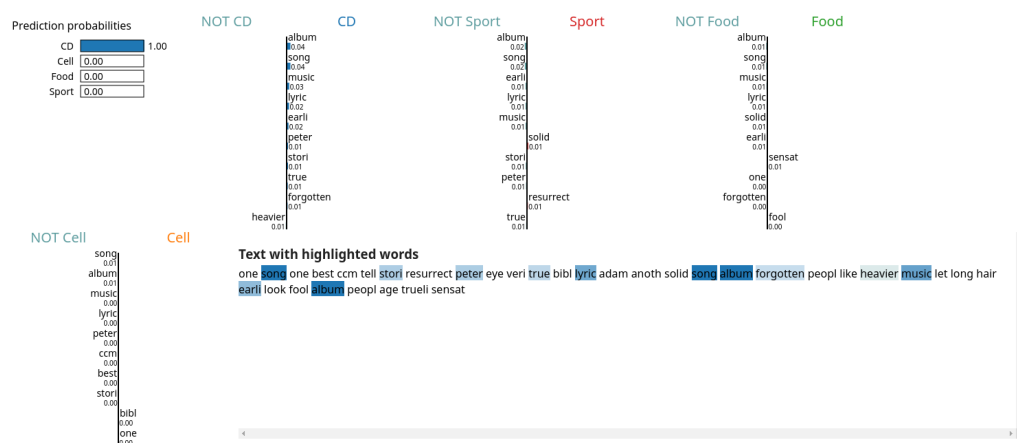 Prediction probabilities
CD 1.00
Cell 0.00
Food 0.00
Sport 0.00
NOT CD CD
album
0.04
song
0.04
music
0.03
lyric
0.02
earli
0.02
peter
0.01
stori
0.01
true
0.01
forgotten
0.01
heavier
0.01
NOT Sport Sport
album
0.02
song
0.02
earli
0.01
lyric
0.01
music
0.01
solid
0.01
stori
0.01
peter
0.01
resurrect
0.01
true
0.01
NOT Food Food
album
0.01
song
0.01
music
0.01
lyric
0.01
solid
0.01
earli
0.01
sensat
0.01
one
0.00
forgotten
0.00
fool
0.00
NOT Cell Cell
song
0.01
album
0.01
music
0.00
lyric
0.00
peter
0.00
ccm
0.00
best
0.00
stori
0.00
bibl
0.00
one
0.00
Text with highlighted words
one song one best ccm tell stori resurrect peter eye veri true bibl lyric adam anoth solid song album forgotten peopl like heavier music let long hair
earli look fool album peopl age trueli sensat